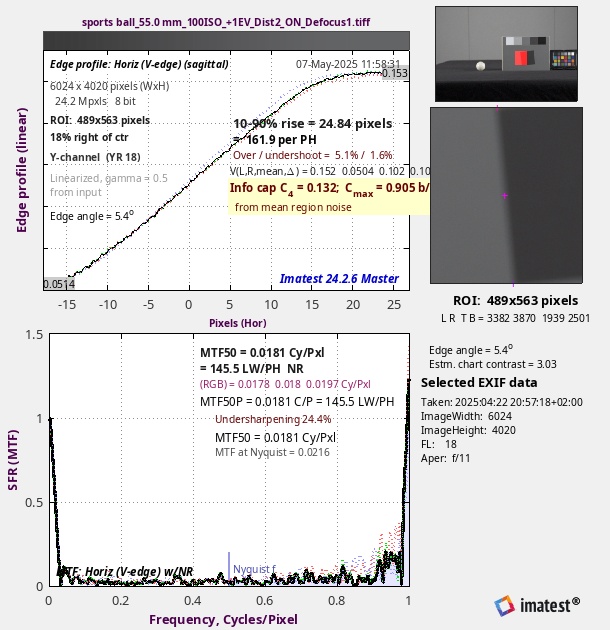 sports ball_55.0 mm_100ISO_+1EV_Dist2_ON_Defocus1.tiff
Edge profile: Horiz (V-edge) (sagittal)
07-May-2025 11:58:31
0.153
6024 x 4020 pixels (WxH)
24.2 Mpxls   8 bit
ROI:  489x563 pixels
18% right of ctr
Y-channel  (YR 18)
Linearized, gamma = 0.5
from input
Edge angle = 5.4⁰
10-90% rise = 24.84 pixels
= 161.9 per PH
Over / undershoot =  5.1% /  1.6%
V(L,R,mean,Δ) = 0.152  0.0504  0.102  0.10
Info cap C₄ = 0.132;  Cmax = 0.905 b/
from mean region noise
Imatest 24.2.6 Master
0.0514
Edge profile (linear)
-15 -10 -5 0 5 10 15 20 25
Pixels (Hor)
ROI:  489x563 pixels
L R  T B = 3382 3870  1939 2501
Edge angle = 5.4⁰
Estm. chart contrast = 3.03
Selected EXIF data
Taken: 2025:04:22 20:57:18+02:00
ImageWidth:  6024
ImageHeight:  4020
FL:   18
Aper:  f/11
MTF50 = 0.0181 Cy/Pxl
= 145.5 LW/PH  NR
(RGB) = 0.0178  0.018  0.0197 Cy/Pxl
MTF50P = 0.0181 C/P = 145.5 LW/PH
Undersharpening 24.4%
MTF50 = 0.0181 Cy/Pxl
MTF at Nyquist = 0.0216
1.5
1
0.5
0
SFR (MTF)
MTF: Horiz (V-edge) w/NR
Nyquist f
0 0.2 0.4 0.6 0.8 1
Frequency, Cycles/Pixel
imatest®